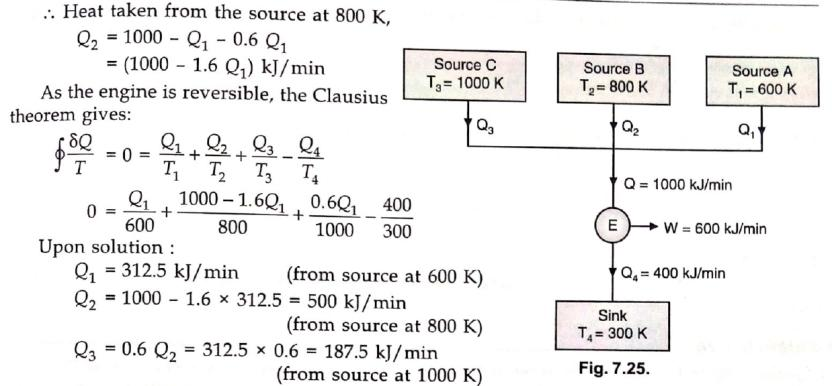 ∴ Heat taken from the source at 800 K,
Q₂ = 1000 – Q₁ – 0.6 Q₁
= (1000 – 1.6 Q₁) kJ/min
As the engine is reversible, the Clausius
theorem gives:
∮ δQ/T = 0 = Q₁/T₁ + Q₂/T₂ + Q₃/T₃ – Q₄/T₄
0 = Q₁/600 + (1000 – 1.6Q₁)/800 + 0.6Q₁/1000 – 400/300
Upon solution :
Q₁ = 312.5 kJ/min (from source at 600 K)
Q₂ = 1000 – 1.6 × 312.5 = 500 kJ/min
(from source at 800 K)
Q₃ = 0.6 Q₂ = 312.5 × 0.6 = 187.5 kJ/min
(from source at 1000 K)
Source C
T₃ = 1000 K
Source B
T₂ = 800 K
Source A
T₁ = 600 K
Q₃
Q₂
Q₁
Q = 1000 kJ/min
E
W = 600 kJ/min
Q₄ = 400 kJ/min
Sink
T₄ = 300 K
Fig. 7.25.